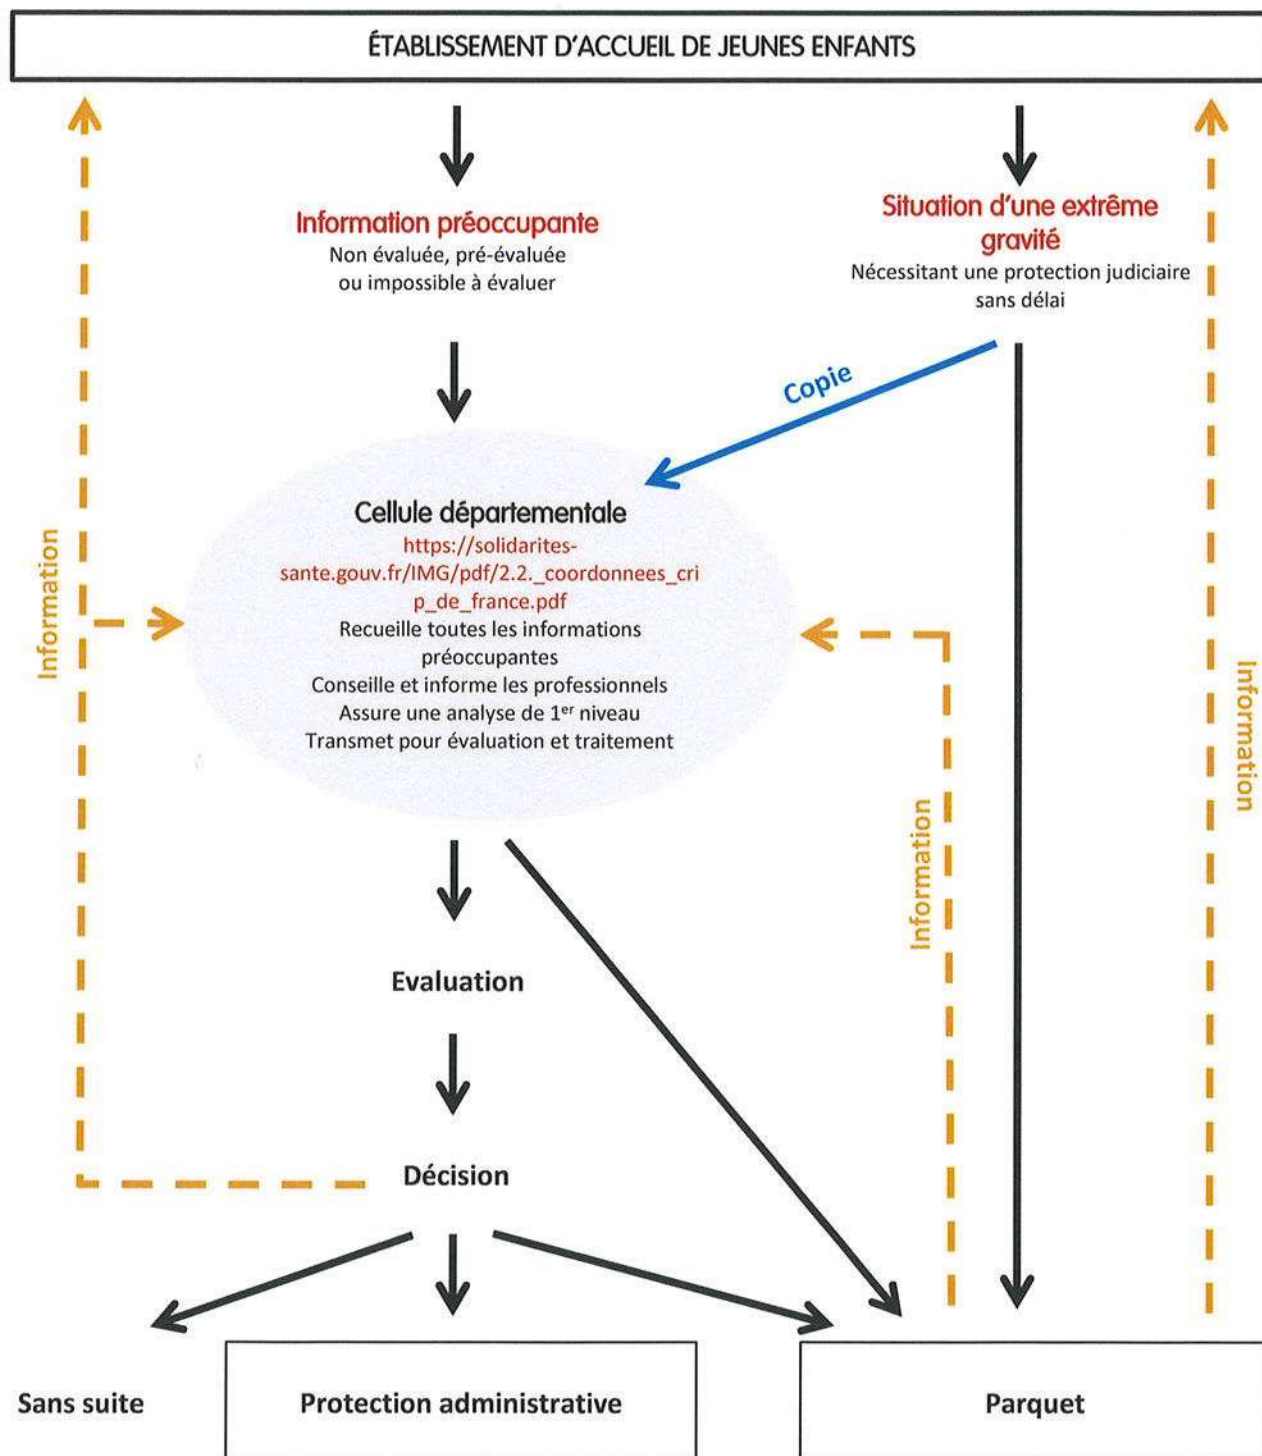 ÉTABLISSEMENT D'ACCUEIL DE JEUNES ENFANTS
Information préoccupante
Non évaluée, pré-évaluée
ou impossible à évaluer
Situation d'une extrême
gravité
Nécessitant une protection judiciaire
sans délai
Copie
Cellule départementale
https://solidarites-
sante.gouv.fr/IMG/pdf/2.2._coordonnees_cri
p_de_france.pdf
Recueille toutes les informations
préoccupantes
Conseille et informe les professionnels
Assure une analyse de 1er niveau
Transmet pour évaluation et traitement
Information
Information
Information
Evaluation
Décision
Sans suite
Protection administrative
Parquet